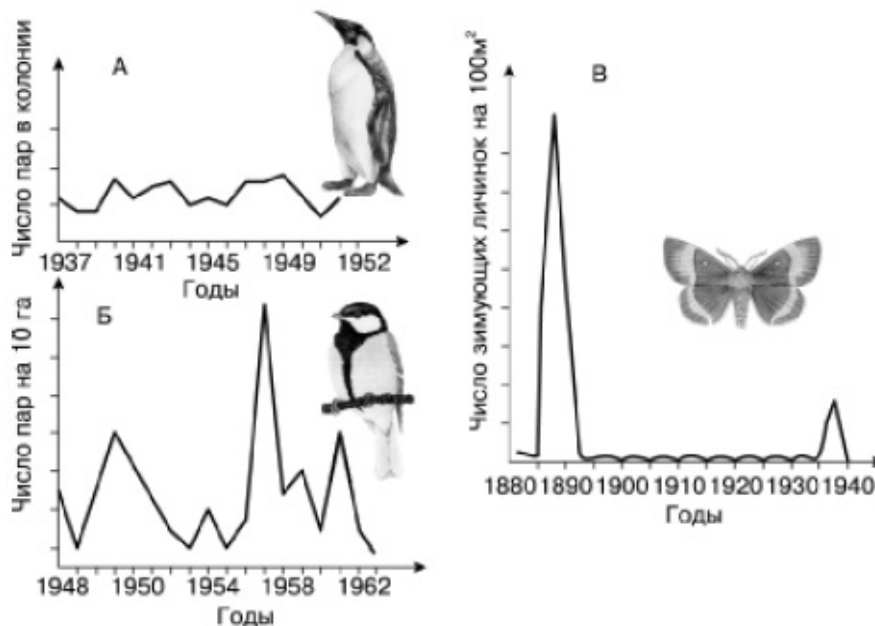 А
Число пар в колонии
1937 1941 1945 1949 1952
Годы
Б
Число пар на 10 га
1948 1950 1954 1958 1962
Годы
В
Число зимующих личинок на 100м²
1880 1890 1900 1910 1920 1930 1940
Годы